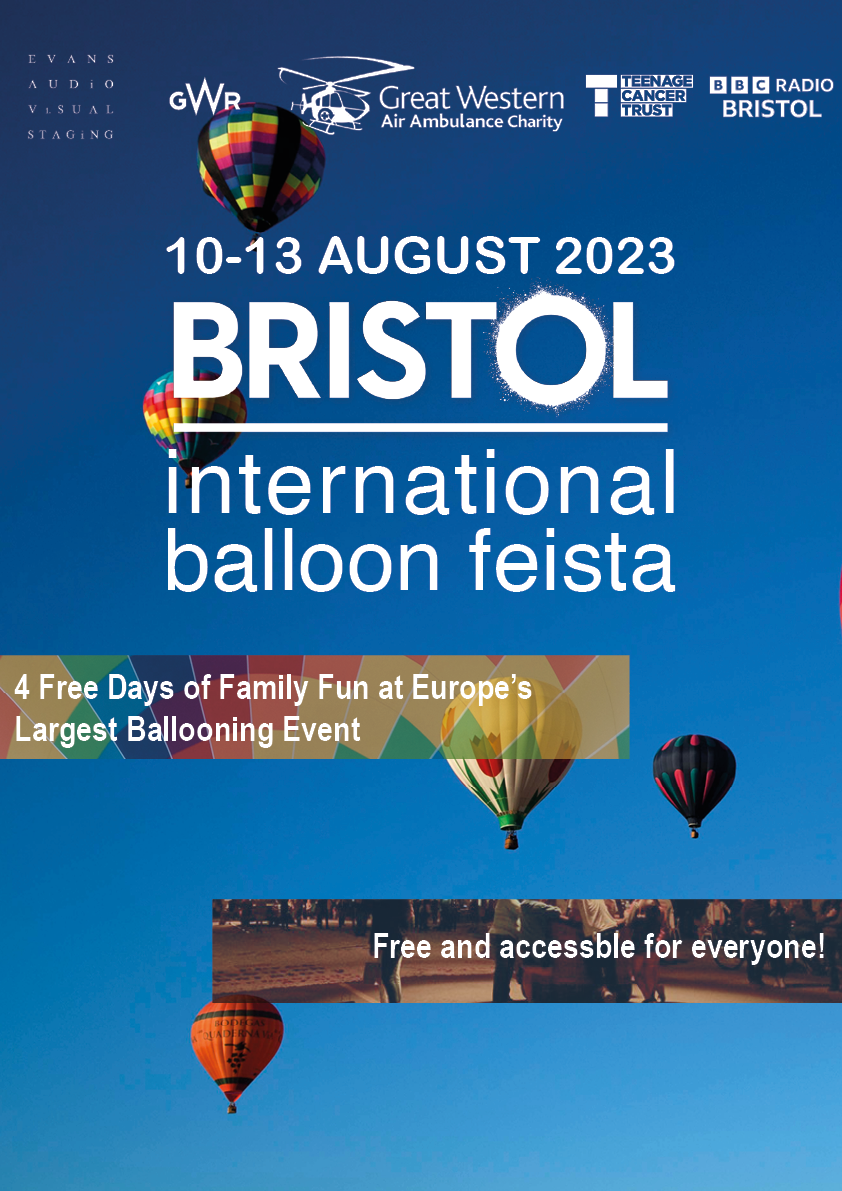 EVANS
AUDiO
ViSUAL
STAGiNG
GWR
Great Western
Air Ambulance Charity
TEENAGE
CANCER
TRUST
BBC RADIO
BRISTOL
10-13 AUGUST 2023
BRISTOL
international
balloon feista
4 Free Days of Family Fun at Europe's
Largest Ballooning Event
Free and accessble for everyone!
BODEGAS